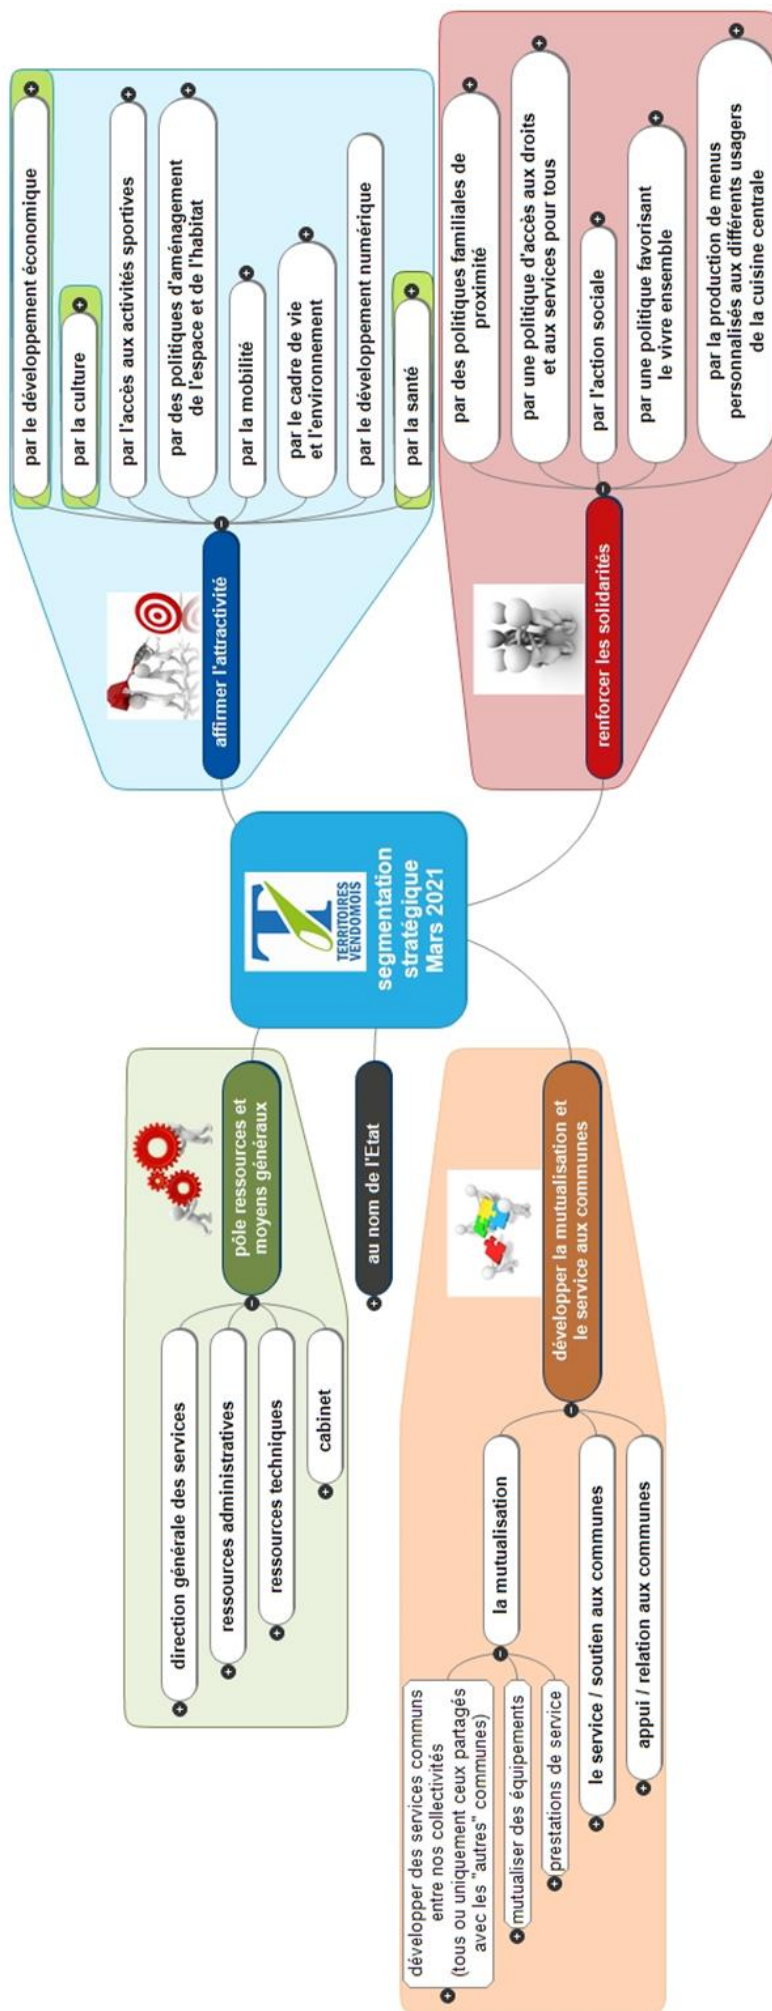 TERRITOIRES
VENDOMOIS
segmentation
stratégique
Mars 2021
affirmer l'attractivité
par le développement économique
par la culture
par l'accès aux activités sportives
par des politiques d'aménagement
de l'espace et de l'habitat
par la mobilité
par le cadre de vie
et l'environnement
par le développement numérique
par la santé
renforcer les solidarités
par des politiques familiales de
proximité
par une politique d'accès aux droits
et aux services pour tous
par l'action sociale
par une politique favorisant
le vivre ensemble
par la production de menus
personnalisés aux différents usagers
de la cuisine centrale
pôle ressources et
moyens généraux
direction générale des services
ressources administratives
ressources techniques
cabinet
au nom de l'Etat
développer la mutualisation et
le service aux communes
la mutualisation
développer des services communs
entre nos collectivités
(tous ou uniquement ceux partagés
avec les "autres" communes)
mutualiser des équipements
prestations de service
le service / soutien aux communes
appui / relation aux communes